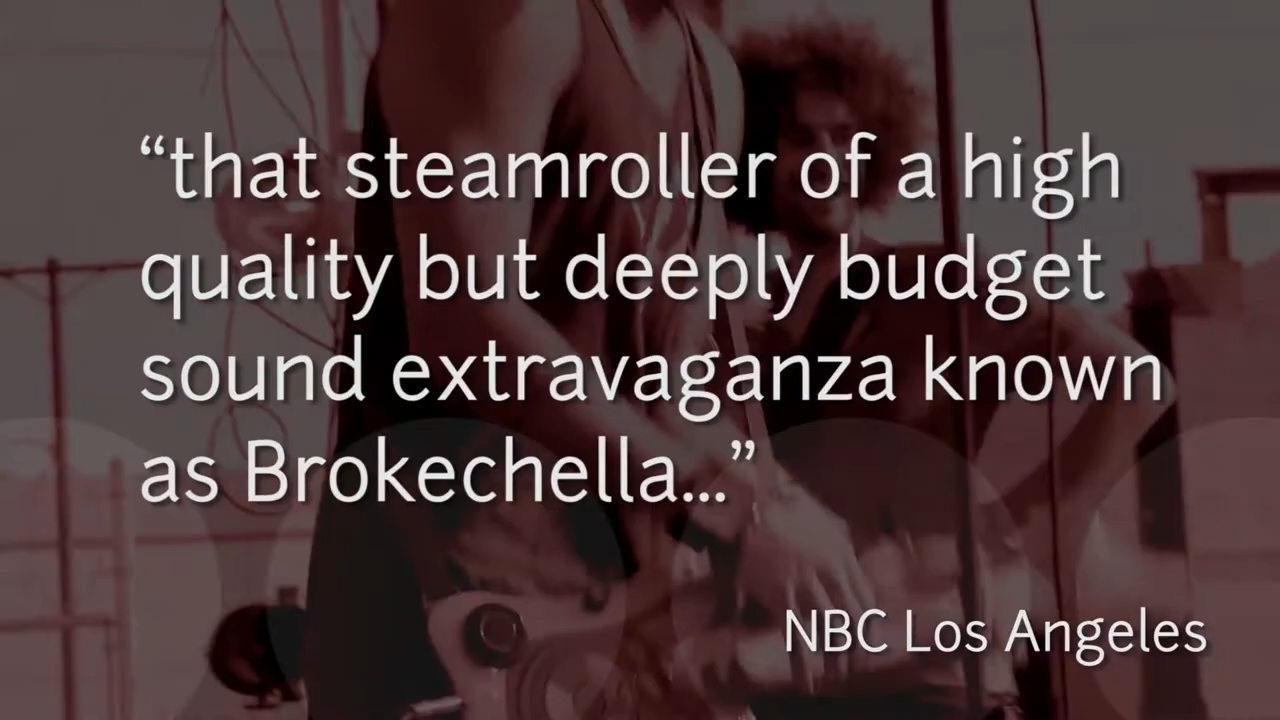 “that steamroller of a high
quality but deeply budget
sound extravaganza known
as Brokechella...”
NBC Los Angeles